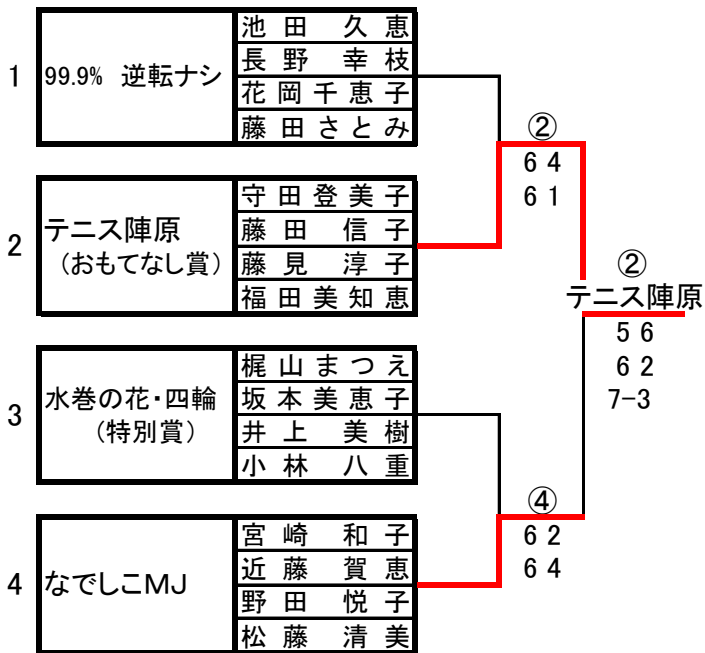 1
99.9% 逆転ナシ
池田 久恵
長野 幸枝
花岡千恵子
藤田さとみ
2
テニス陣原
（おもてなし賞）
守田登美子
藤田 信子
藤見 淳子
福田美知恵
3
水巻の花・四輪
（特別賞）
梶山まつえ
坂本美恵子
井上 美樹
小林 八重
4
なでしこMJ
宮崎 和子
近藤 賀恵
野田 悦子
松藤 清美
②
6 4
6 1
④
6 2
6 4
②
テニス陣原
5 6
6 2
7-3